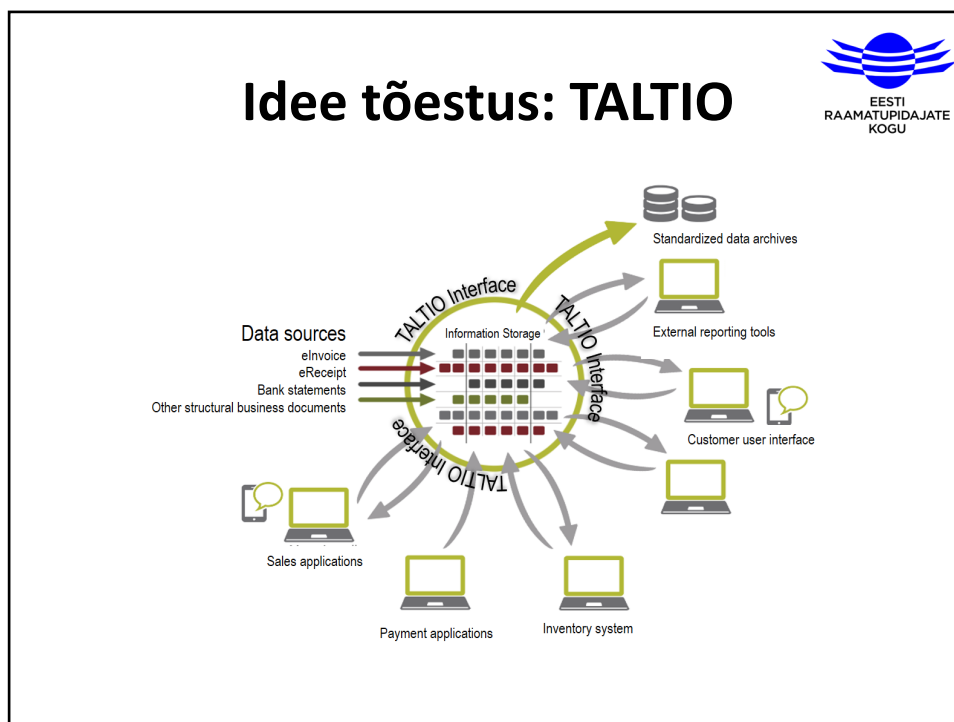 Idee tõestus: TALTIO
EESTI
RAAMATUPIDAJATE
KOGU
Standardized data archives
TALTIO Interface
TALTIO Interface
External reporting tools
Information Storage
Data sources
eInvoice
eReceipt
Bank statements
Other structural business documents
Customer user interface
TALTIO Interface
Sales applications
Payment applications
Inventory system